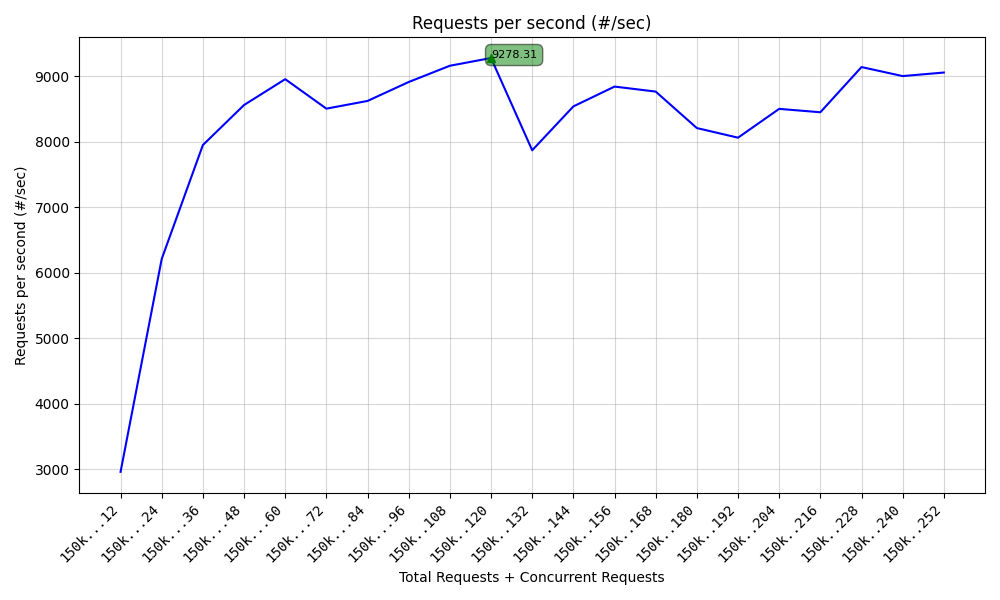 Requests per second (#/sec)
9278.31
9000
8000
7000
6000
5000
4000
3000
Requests per second (#/sec)
150k...12
150k...24
150k...36
150k...48
150k...60
150k...72
150k...84
150k...96
150k..108
150k..120
150k..132
150k..144
150k..156
150k..168
150k..180
150k..192
150k..204
150k..216
150k..228
150k..240
150k..252
Total Requests + Concurrent Requests